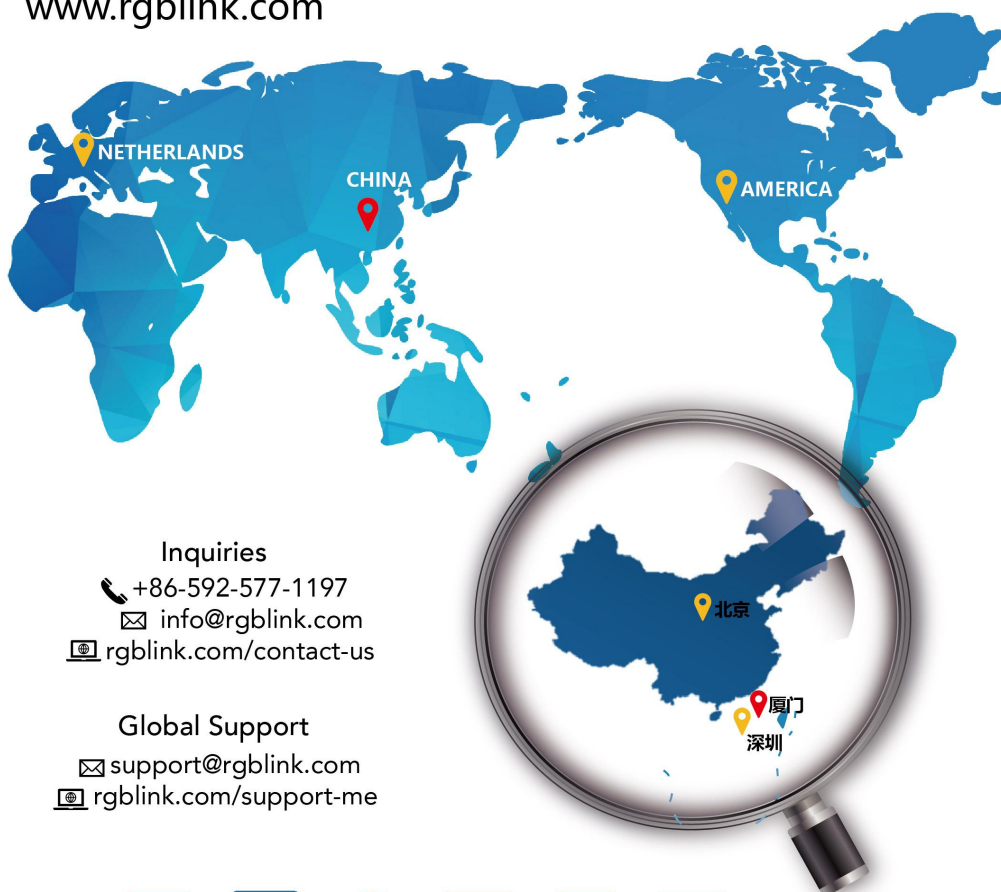 www.rgblink.com
NETHERLANDS
CHINA
AMERICA
Inquiries
+86-592-577-1197
info@rgblink.com
rgblink.com/contact-us
Global Support
support@rgblink.com
rgblink.com/support-me
北京
厦门
深圳